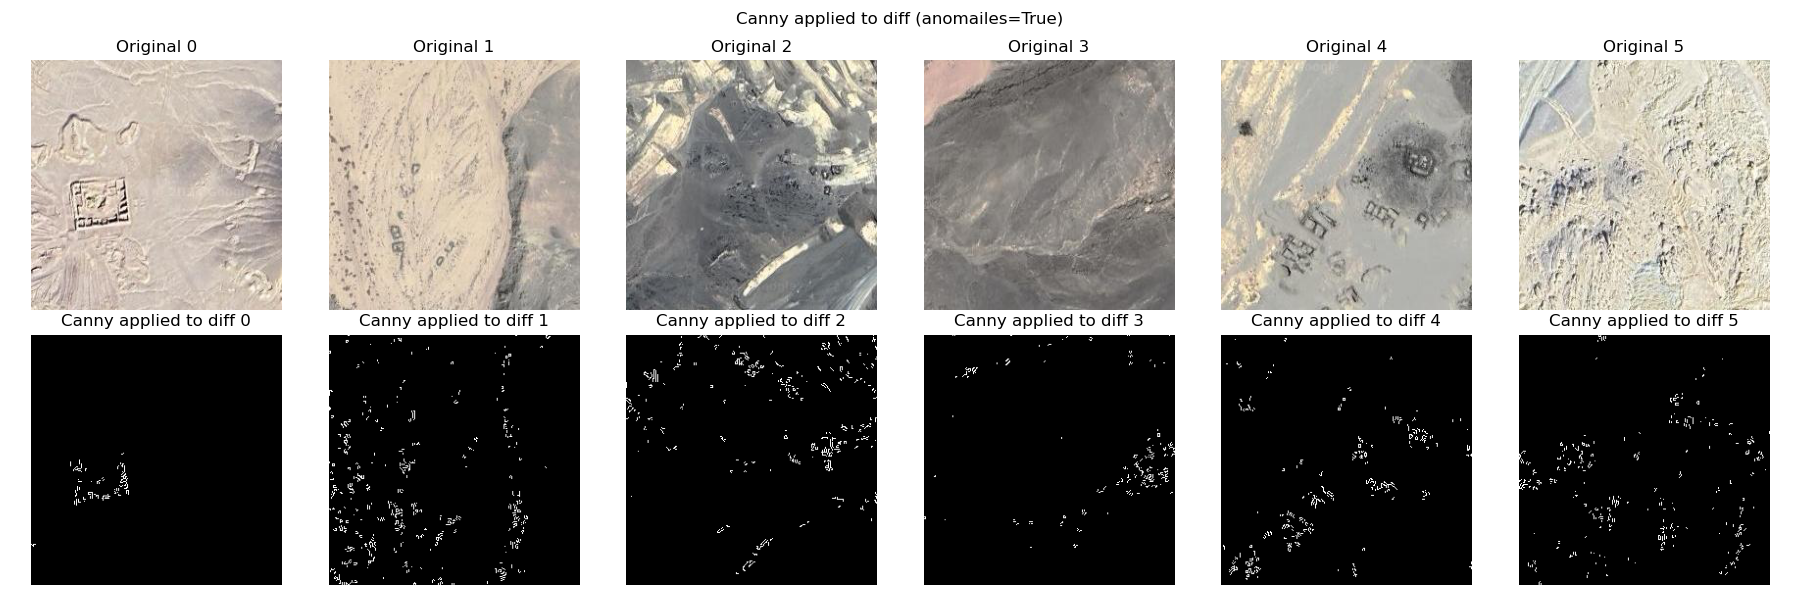 Canny applied to diff (anomailes=True)
Original 0
Original 1
Original 2
Original 3
Original 4
Original 5
Canny applied to diff 0
Canny applied to diff 1
Canny applied to diff 2
Canny applied to diff 3
Canny applied to diff 4
Canny applied to diff 5